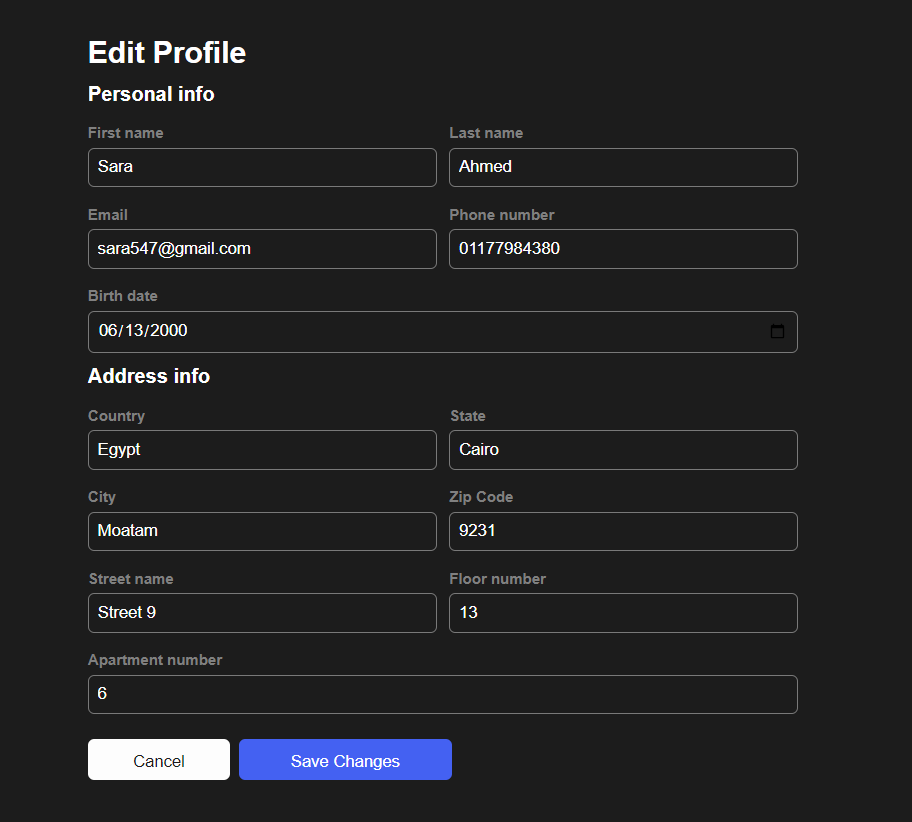 Edit Profile
Personal info
First name Last name
Sara Ahmed
Email Phone number
sara547@gmail.com 01177984380
Birth date
06/13/2000
Address info
Country State
Egypt Cairo
City Zip Code
Moatam 9231
Street name Floor number
Street 9 13
Apartment number
6
Cancel Save Changes